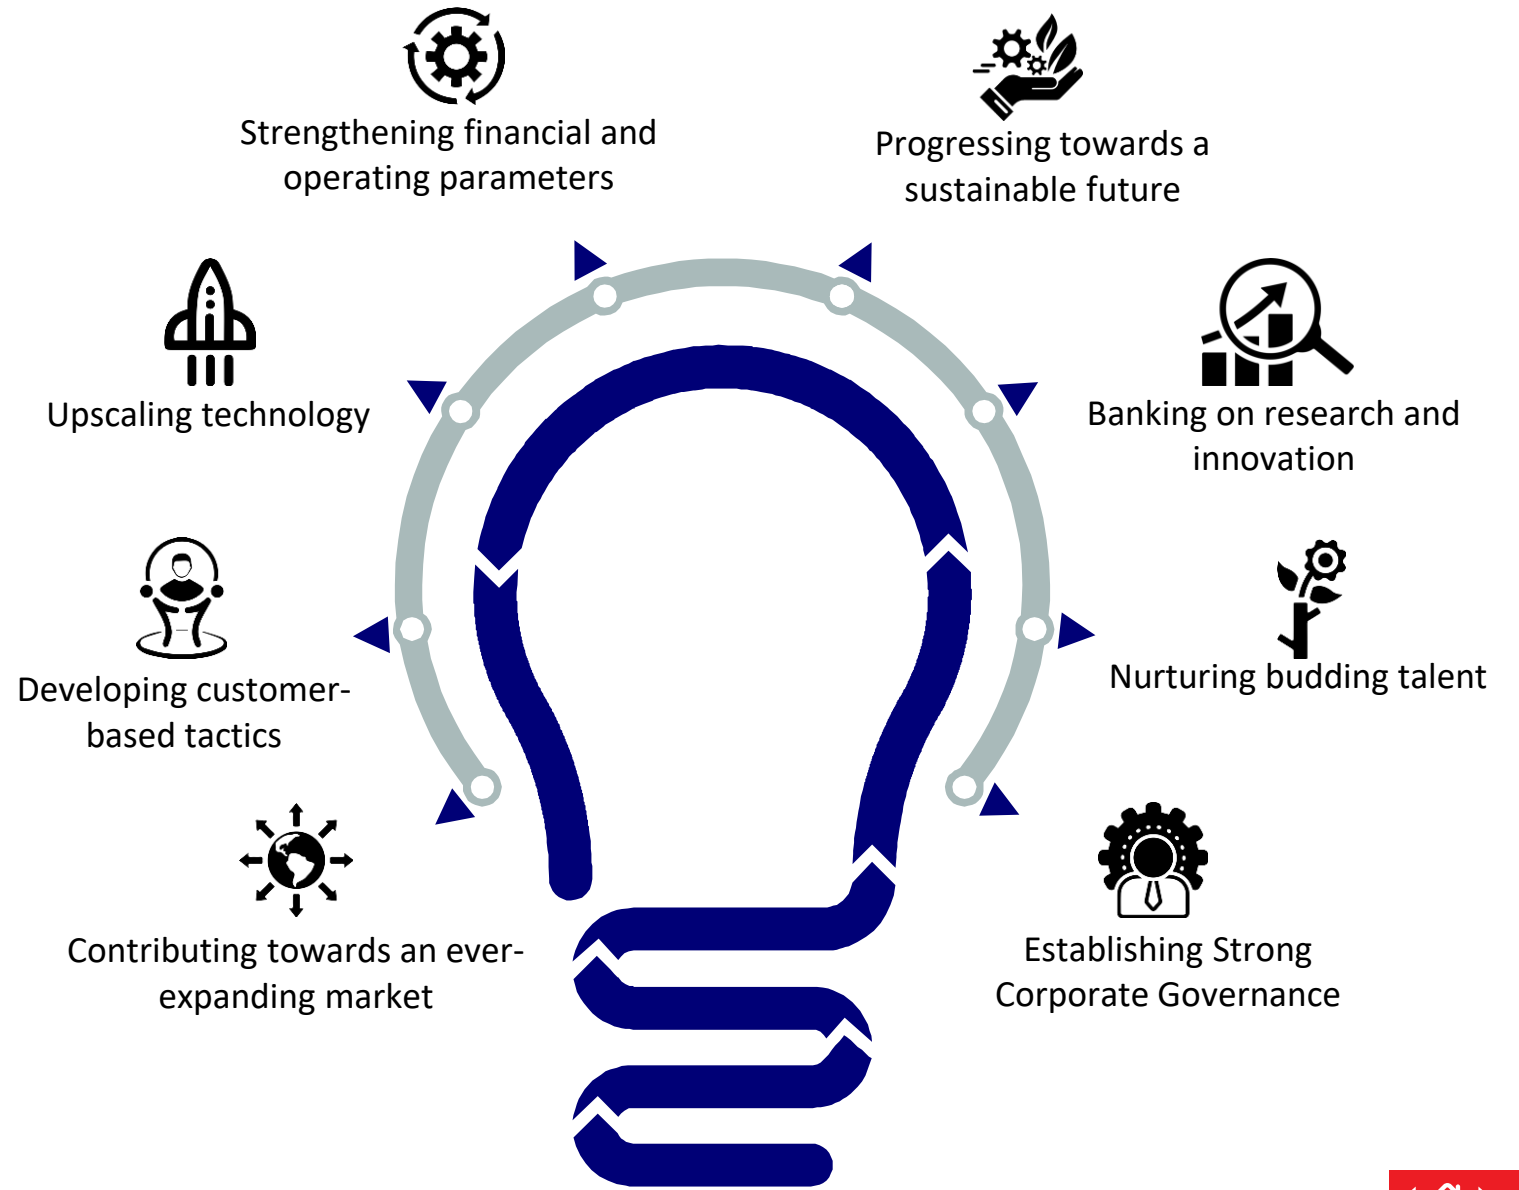 Strengthening financial and
operating parameters
Progressing towards a
sustainable future
Upscaling technology
Banking on research and
innovation
Developing customer-
based tactics
Nurturing budding talent
Contributing towards an ever-
expanding market
Establishing Strong
Corporate Governance